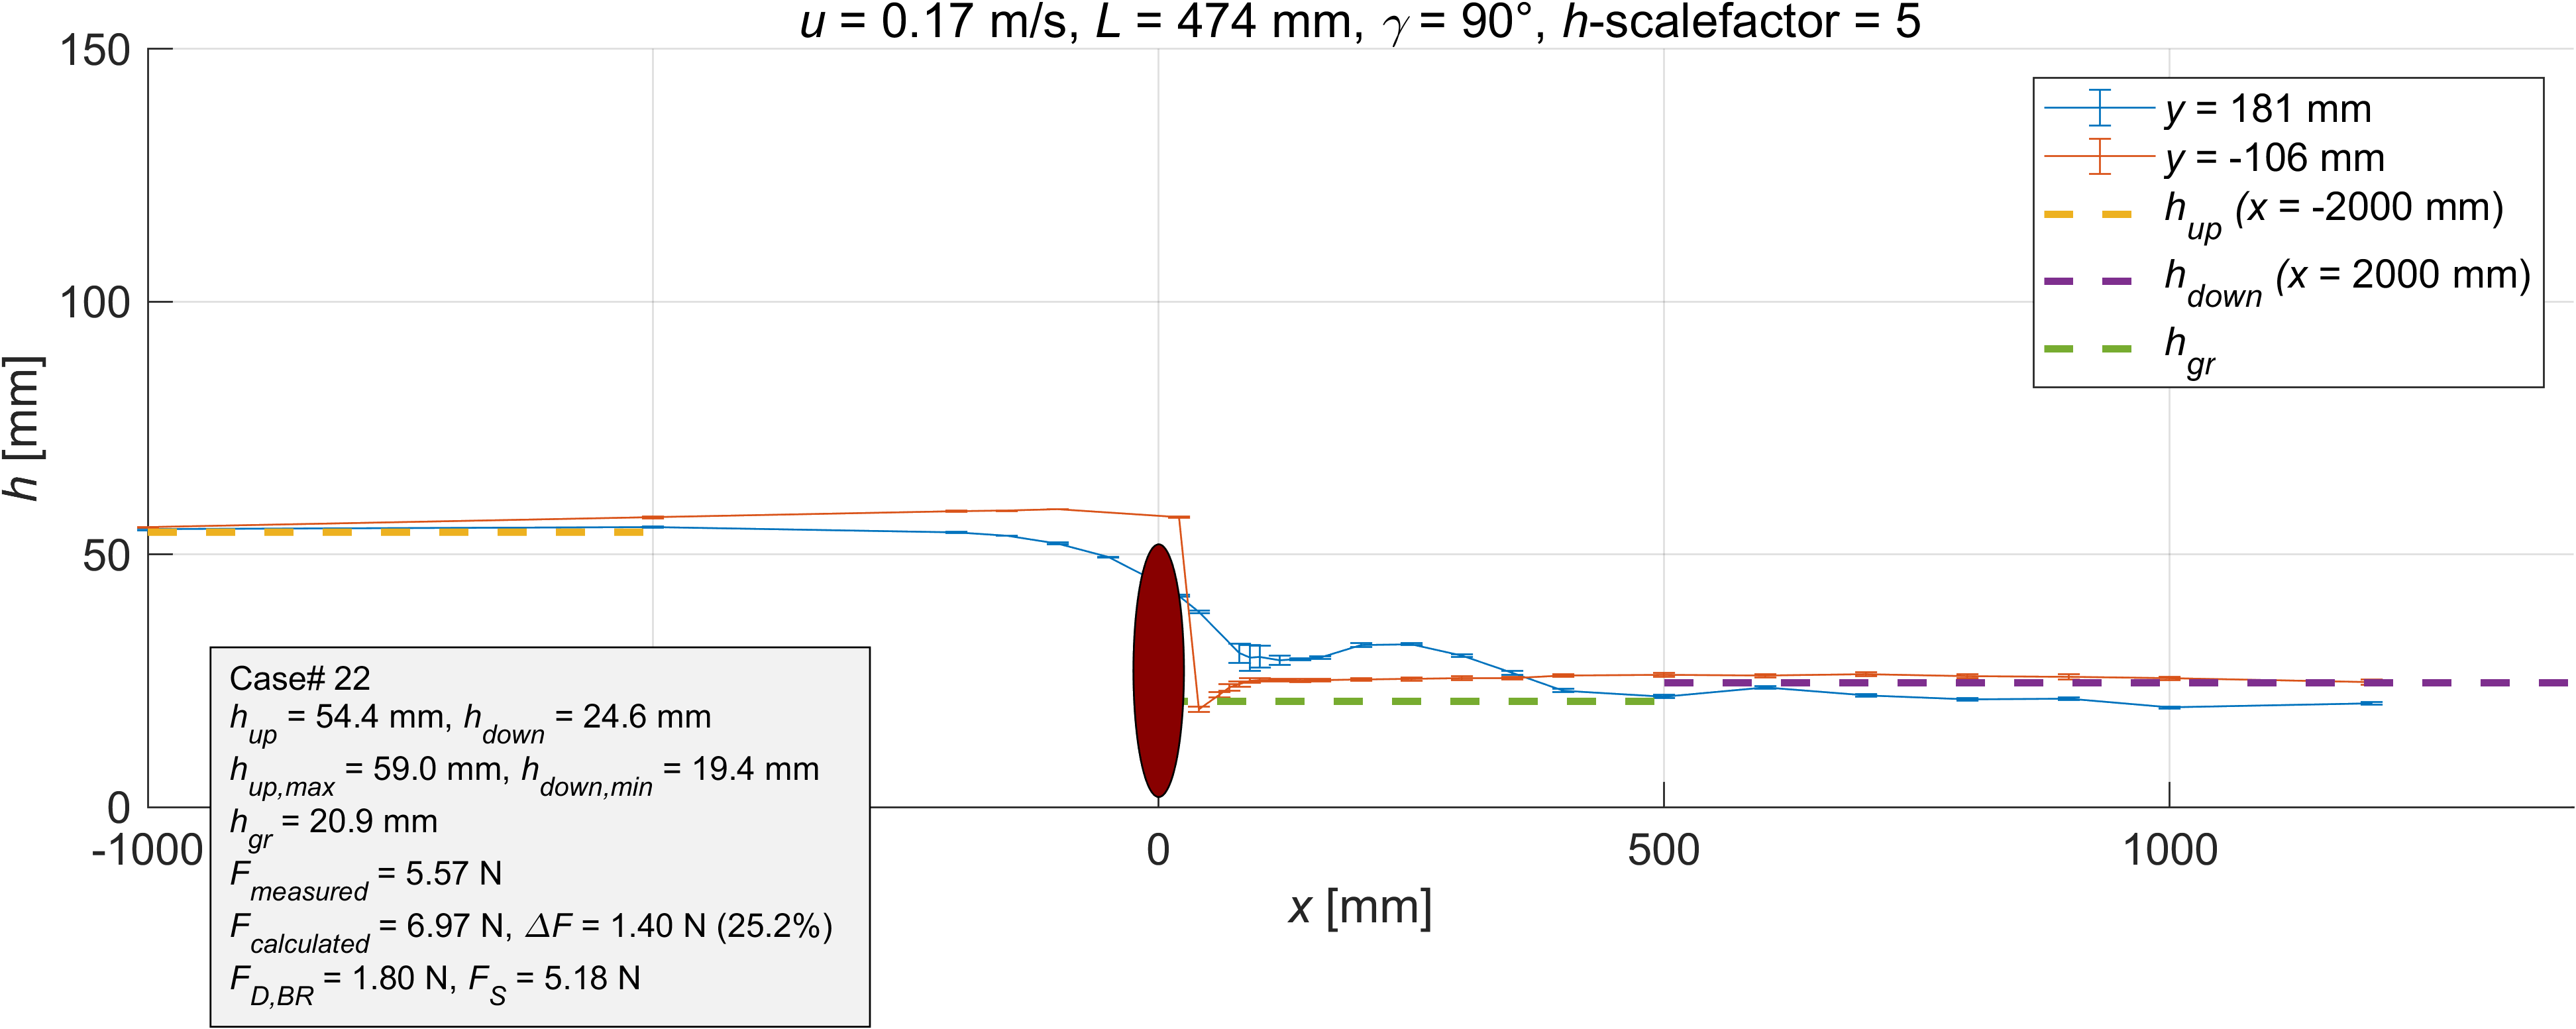 u = 0.17 m/s, L = 474 mm, γ = 90°, h-scalefactor = 5
150
100
50
0
h [mm]
-1000
0
500
1000
x [mm]
y = 181 mm
y = -106 mm
h_up (x = -2000 mm)
h_down (x = 2000 mm)
h_gr
Case# 22
h_up = 54.4 mm, h_down = 24.6 mm
h_up,max = 59.0 mm, h_down,min = 19.4 mm
h_gr = 20.9 mm
F_measured = 5.57 N
F_calculated = 6.97 N, ΔF = 1.40 N (25.2%)
F_D,BR = 1.80 N, F_S = 5.18 N